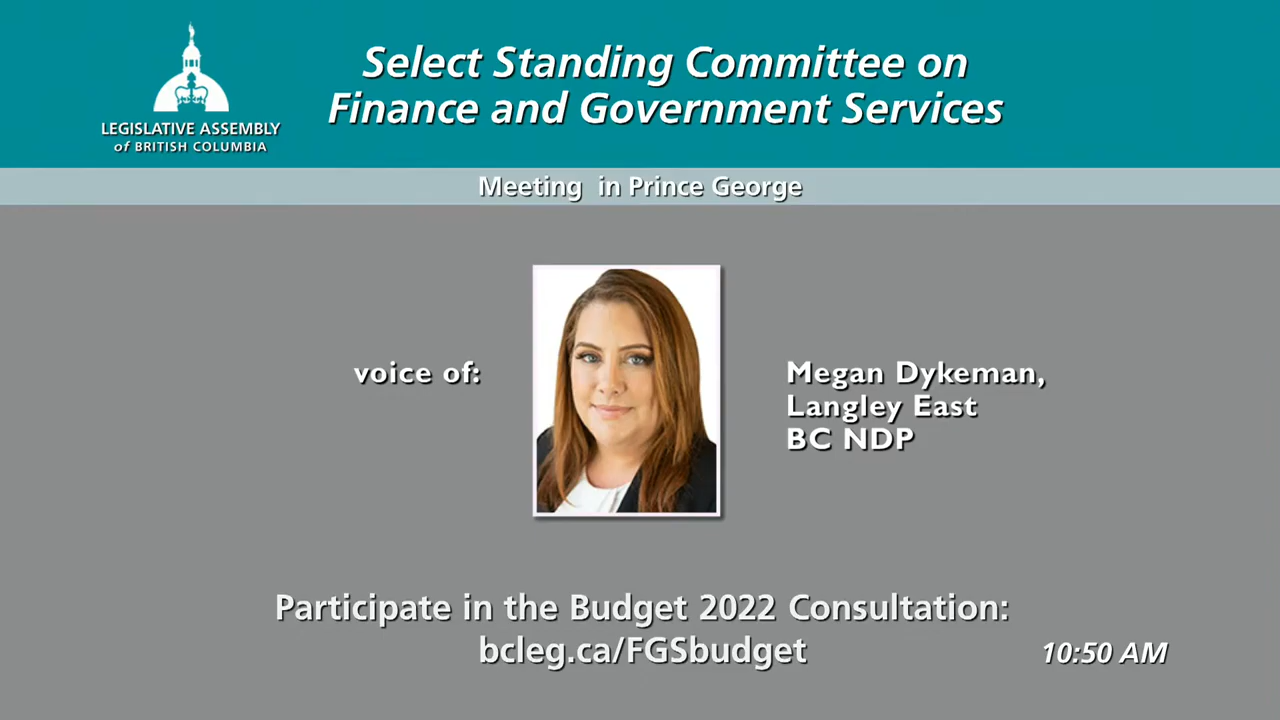 Select Standing Committee on
Finance and Government Services
LEGISLATIVE ASSEMBLY
of BRITISH COLUMBIA
Meeting in Prince George
voice of:
Megan Dykeman,
Langley East
BC NDP
Participate in the Budget 2022 Consultation:
bcleg.ca/FGSbudget
10:50 AM